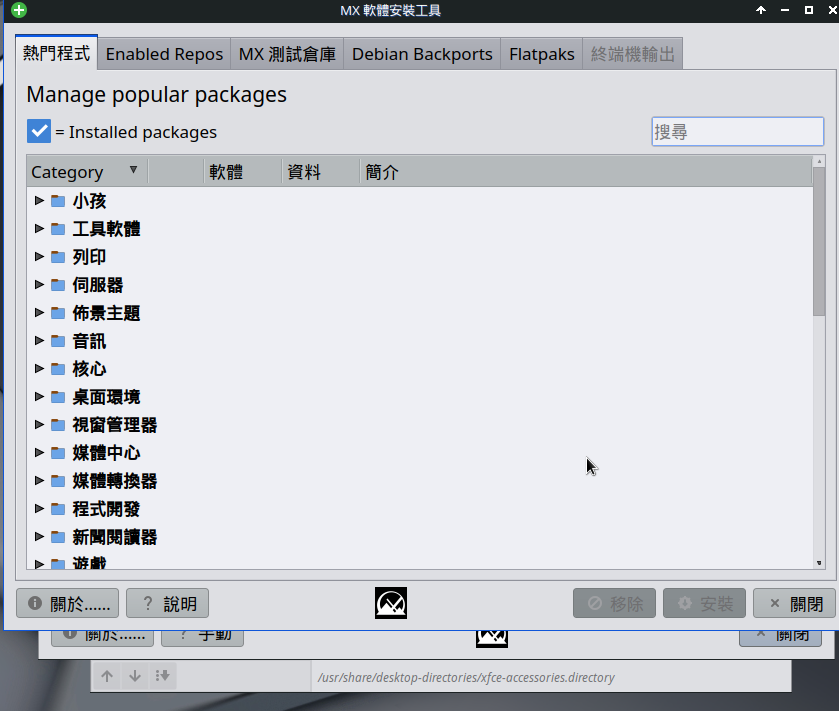 MX 軟體安裝工具
熱門程式 Enabled Repos MX 測試倉庫 Debian Backports Flatpaks 終端機輸出
Manage popular packages
= Installed packages 搜尋
Category 軟體 資料 簡介
小孩
工具軟體
列印
伺服器
佈景主題
音訊
核心
桌面環境
視窗管理器
媒體中心
媒體轉換器
程式開發
新聞閱讀器
遊戲
關於...... ? 說明 移除 安裝 × 關閉
關於...... ? 手動 × 關閉
/usr/share/desktop-directories/xfce-accessories.directory